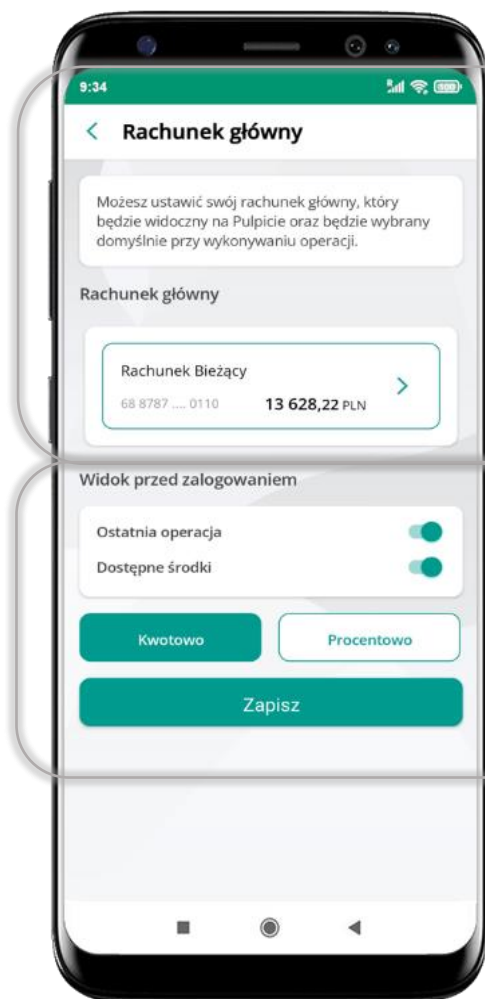 9:34
Rachunek główny
Możesz ustawić swój rachunek główny, który
będzie widoczny na Pulpicie oraz będzie wybrany
domyślnie przy wykonywaniu operacji.
Rachunek główny
Rachunek Bieżący
68 8787 .... 0110 13 628,22 PLN
Widok przed zalogowaniem
Ostatnia operacja
Dostępne środki
Kwotowo Procentowo
Zapisz